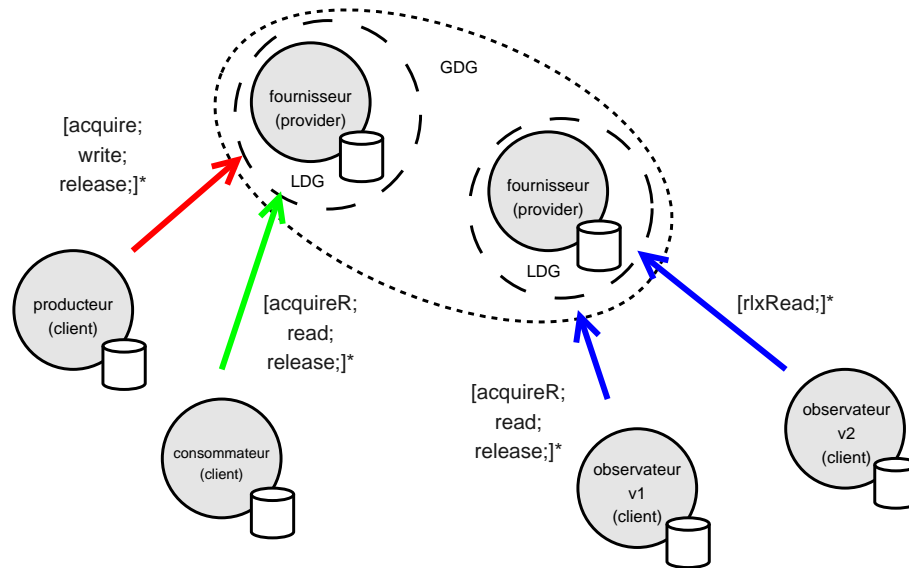 GDG
fournisseur
(provider)
LDG
[acquire;
write;
release;]*
fournisseur
(provider)
LDG
producteur
(client)
[acquireR;
read;
release;]*
[rlxRead;]*
consommateur
(client)
[acquireR;
read;
release;]*
observateur
v1
(client)
observateur
v2
(client)